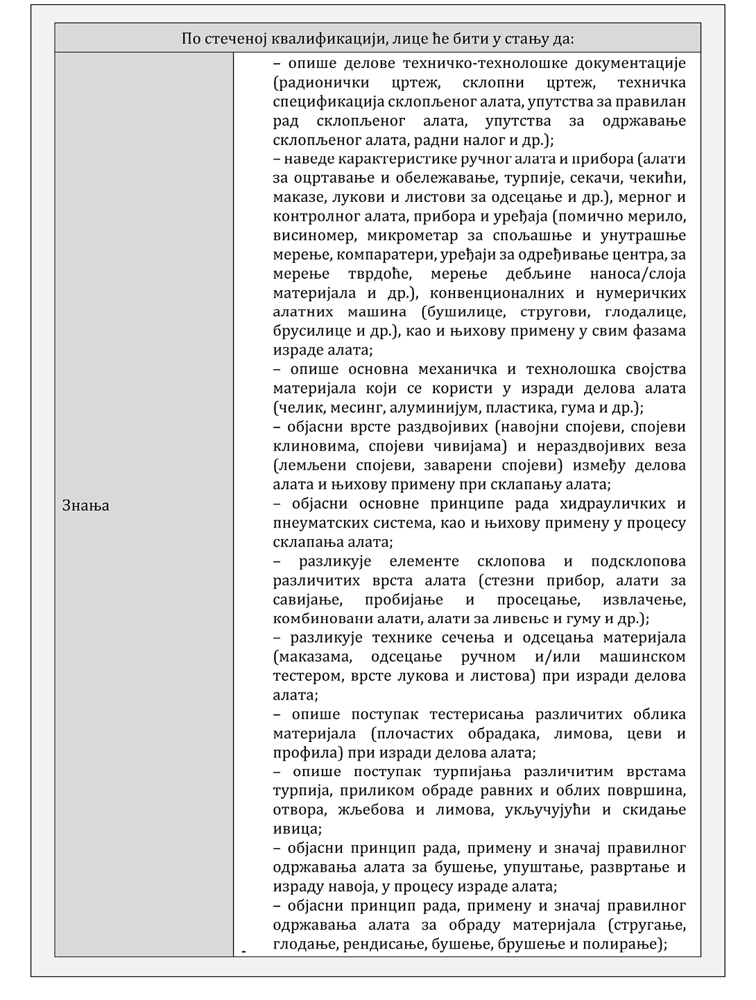 По стеченој квалификацији, лице ће бити у стању да:
Знања
– опише делове техничко-технолошке документације
(радионички цртеж, склопни цртеж, техничка
спецификација склопљеног алата, упутства за правилан
рад склопљеног алата, упутства за одржавање
склопљеног алата, радни налог и др.);
– наведе карактеристике ручног алата и прибора (алати
за оцртавање и обележавање, турпије, секачи, чекићи,
маказе, лукови и листови за одсецање и др.), мерног и
контролног алата, прибора и уређаја (помично мерило,
висиномер, микрометар за спољашње и унутрашње
мерење, компаратери, уређаји за одређивање центра, за
мерење тврдоће, мерење дебљине наноса/слоја
материјала и др.), конвенционалних и нумеричких
алатних машина (бушилице, стругови, глодалице,
брусилице и др.), као и њихову примену у свим фазама
израде алата;
– опише основна механичка и технолошка својства
материјала који се користи у изради делова алата
(челик, месинг, алуминијум, пластика, гума и др.);
– објасни врсте раздвојивих (навојни спојеви, спојеви
клиновима, спојеви чивијама) и нераздвојивих веза
(лемљени спојеви, заварени спојеви) између делова
алата и њихову примену при склапању алата;
– објасни основне принципе рада хидрауличких и
пнеуматских система, као и њихову примену у процесу
склапања алата;
– разликује елементе склопова и подсклопова
различитих врста алата (стезни прибор, алати за
савијање, пробијање и просецање, извлачење,
комбиновани алати, алати за ливење и гуму и др.);
– разликује технике сечења и одсецања материјала
(маказама, одсецање ручном и/или машинском
тестером, врсте лукова и листова) при изради делова
алата;
– опише поступак тестерисања различитих облика
материјала (плочастих обрадака, лимова, цеви и
профила) при изради делова алата;
– опише поступак турпијања различитим врстама
турпија, приликом обраде равних и облих површина,
отвора, жљебова и лимова, укључујући и скидање
ивица;
– објасни принцип рада, примену и значај правилног
одржавања алата за бушење, упуштање, развртање и
израду навоја, у процесу израде алата;
– објасни принцип рада, примену и значај правилног
одржавања алата за обраду материјала (стругање,
глодање, рендисање, бушење, брушење и полирање);
-